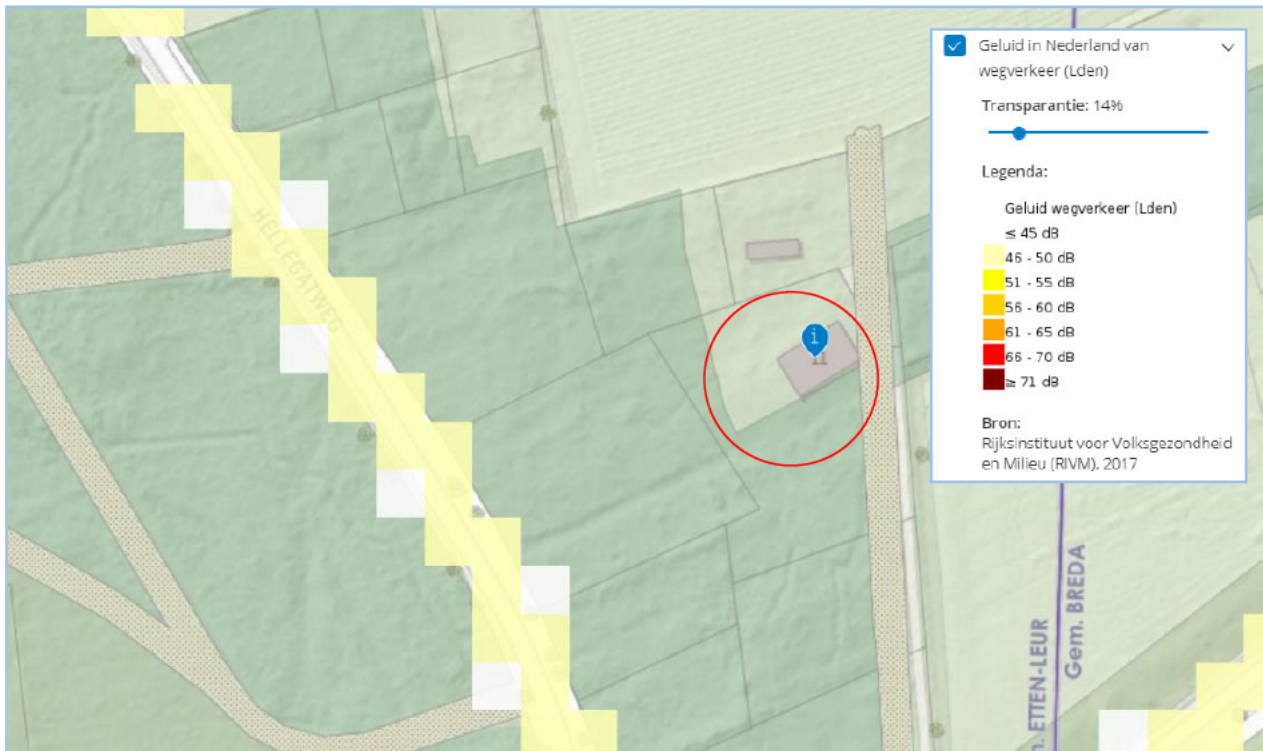 HELLEGATWEG
i
11
Gem. BREDA
ETTEN-LEUR
Geluid in Nederland van
wegverkeer (Lden)
Transparantie: 14%
Legenda:
Geluid wegverkeer (Lden)
≤ 45 dB
46 - 50 dB
51 - 55 dB
56 - 60 dB
61 - 65 dB
66 - 70 dB
≥ 71 dB
Bron:
Rijksinstituut voor Volksgezondheid
en Milieu (RIVM), 2017